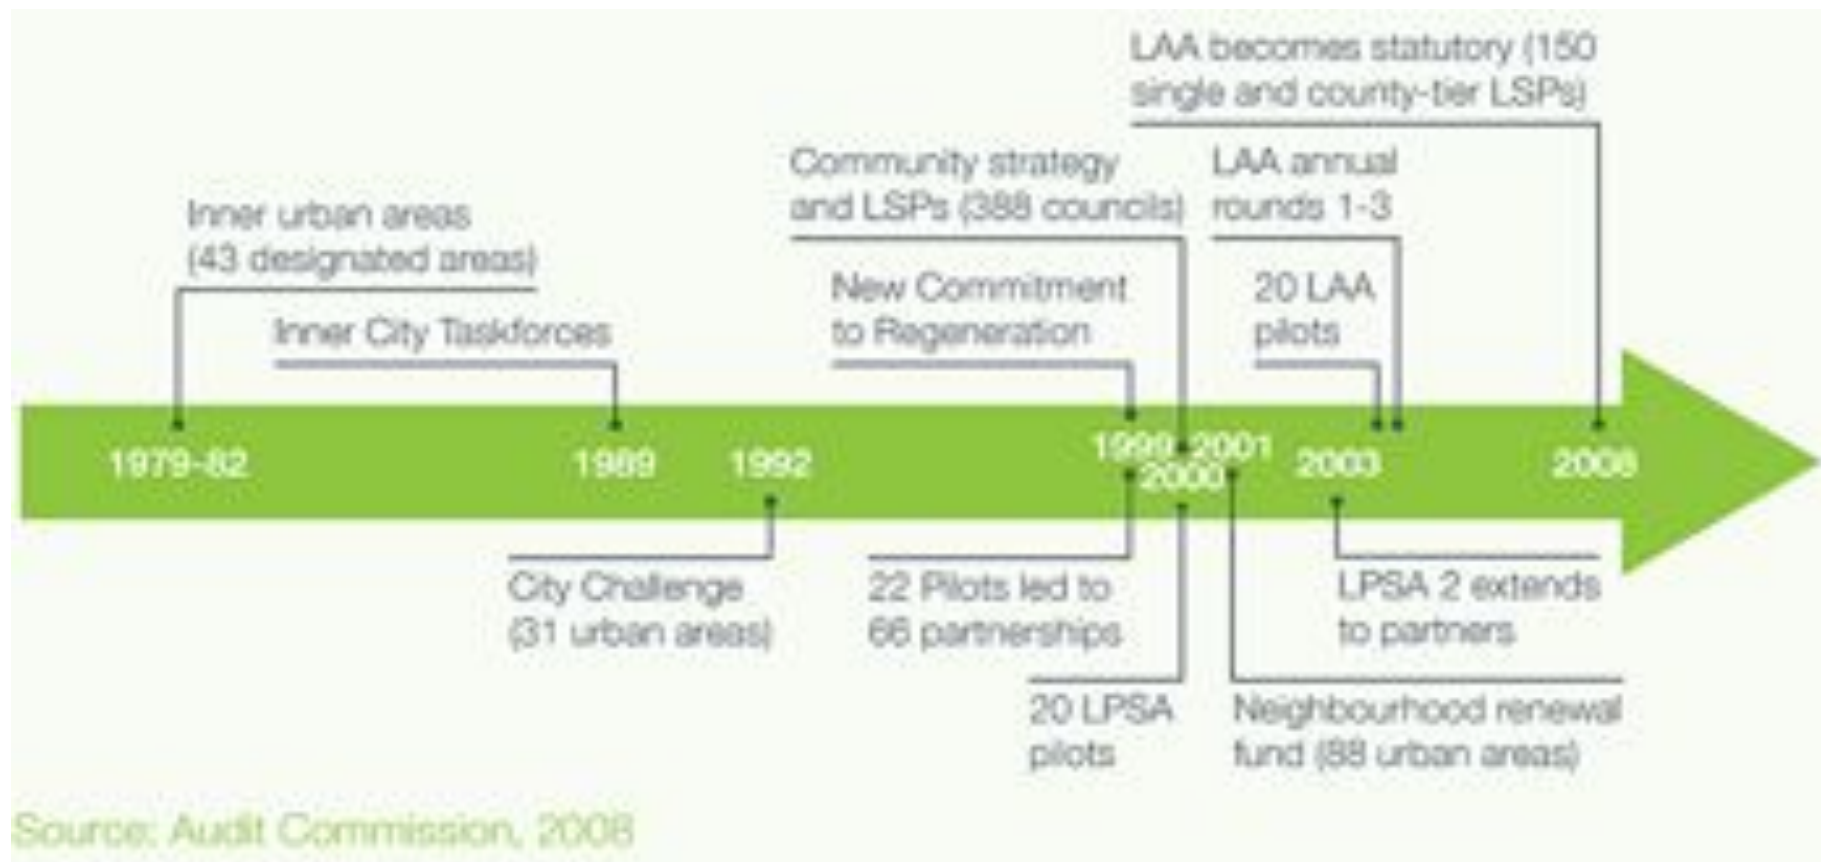 LAA becomes statutory (150
single and county-tier LSPs)
Community strategy
and LSPs (388 councils)
LAA annual
rounds 1-3
Inner urban areas
(43 designated areas)
New Commitment
to Regeneration
20 LAA
pilots
Inner City Taskforces
1979-82
1989
1992
1999
2000
2001
2003
2008
City Challenge
(31 urban areas)
22 Pilots led to
66 partnerships
LPSA 2 extends
to partners
20 LPSA
pilots
Neighbourhood renewal
fund (88 urban areas)
Source: Audit Commission, 2008